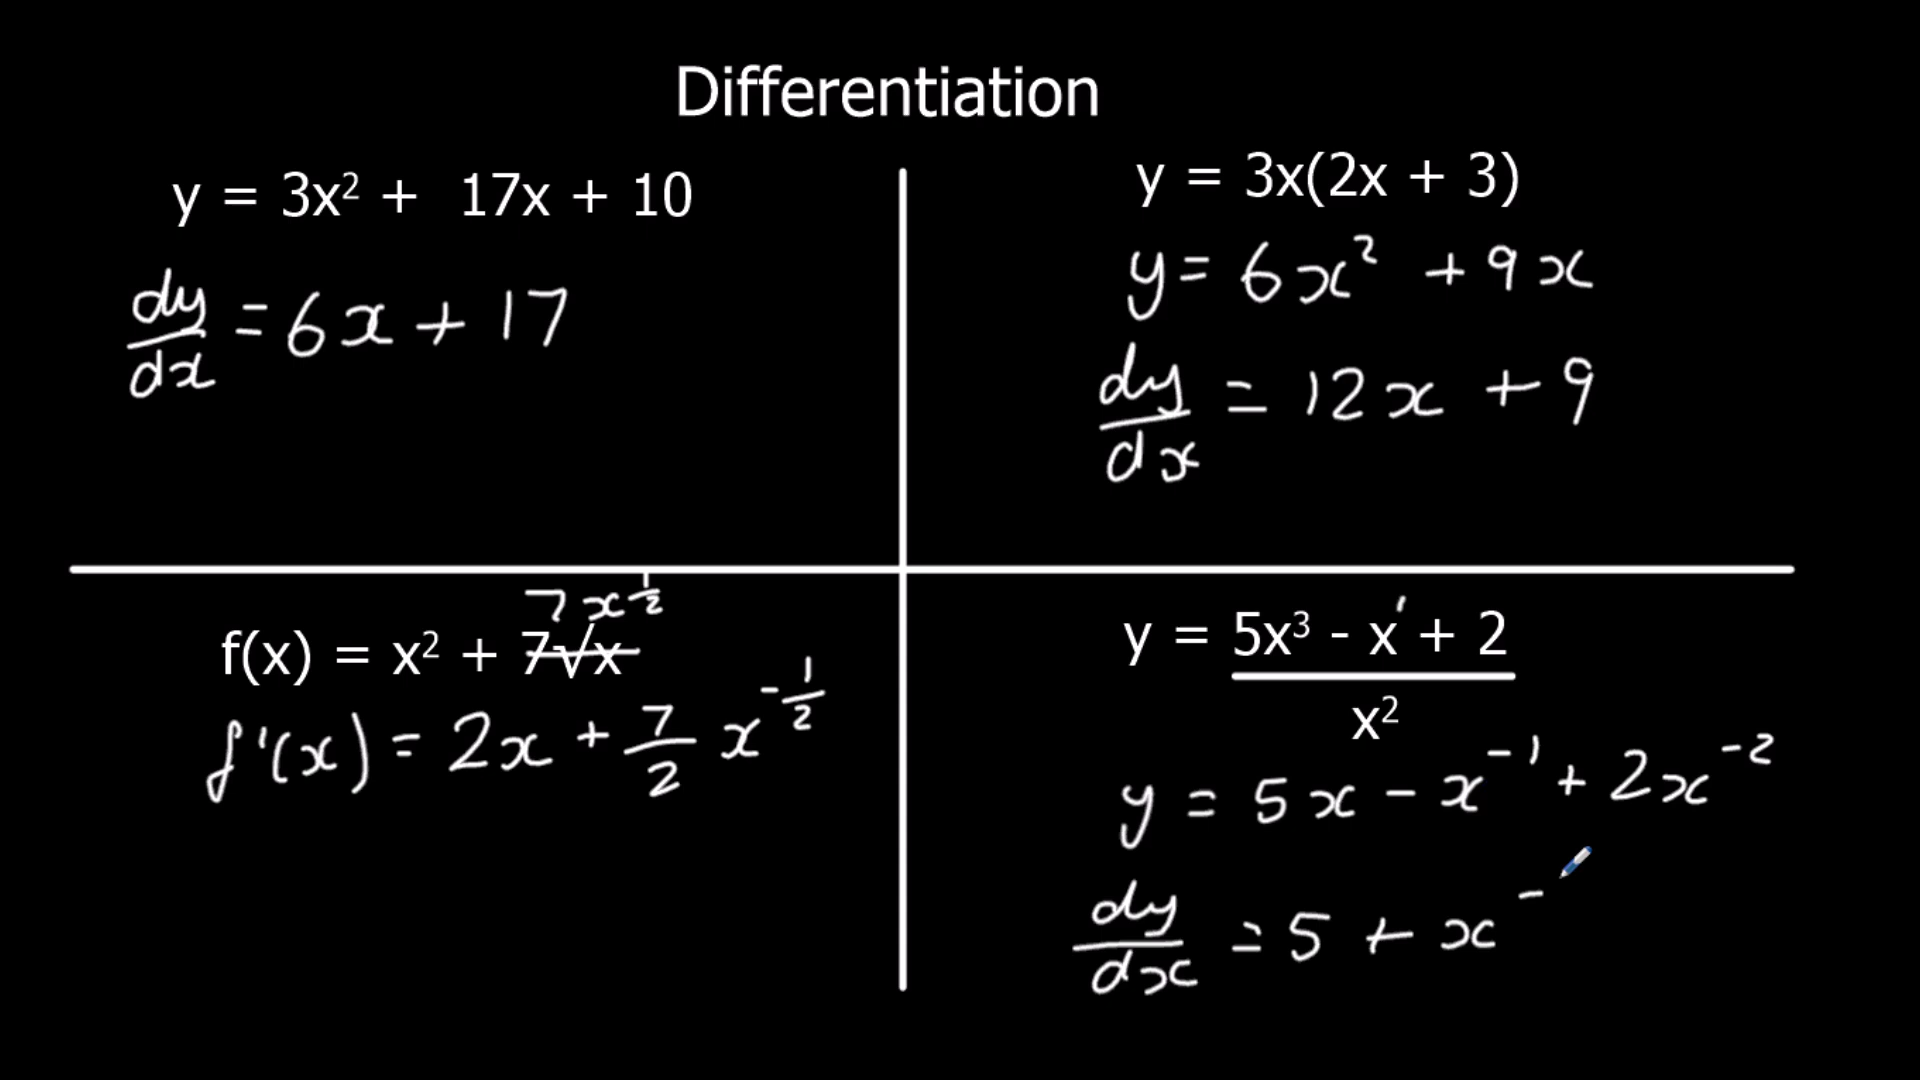 Differentiation
y = 3x² + 17x + 10
dy/dx = 6x + 17
y = 3x(2x + 3)
y = 6x² + 9x
dy/dx = 12x + 9
7x^½
f(x) = x² + 7√x
f'(x) = 2x + 7/2 x^-½
y = 5x³ - x¹ + 2
x²
y = 5x - x⁻¹ + 2x⁻²
dy/dx = 5 + x⁻